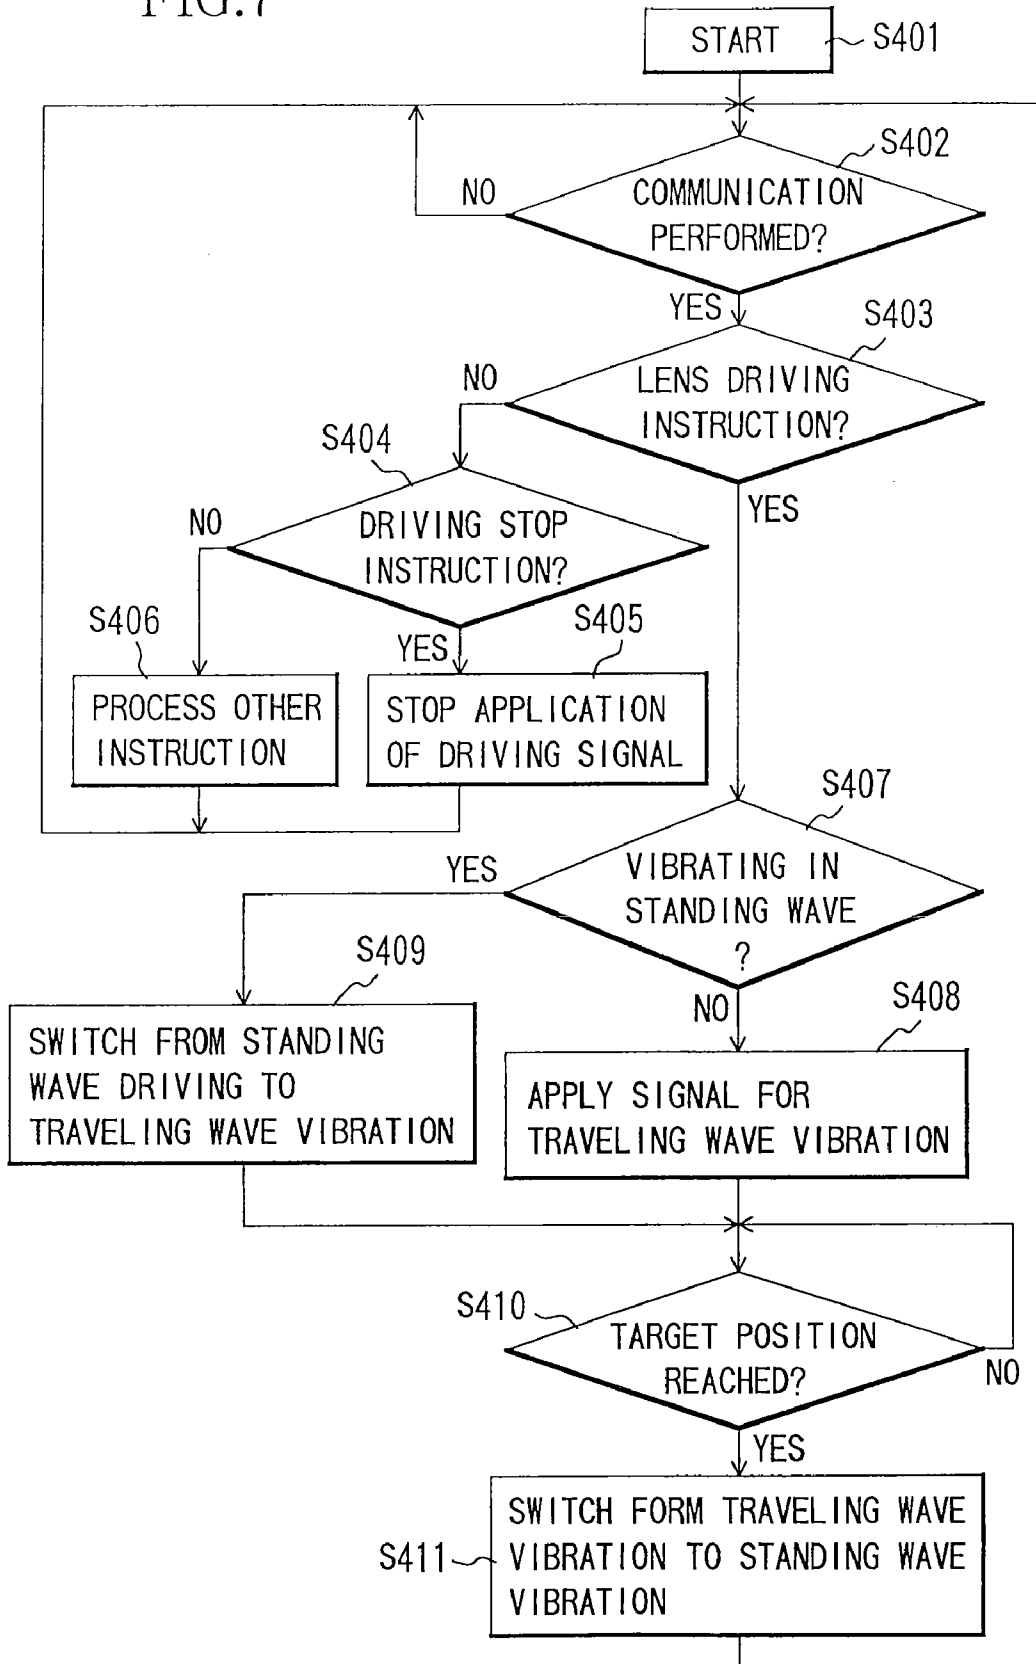 FIG.7
START
S401
S402
NO
COMMUNICATION
PERFORMED?
YES
S403
NO
LENS DRIVING
INSTRUCTION?
S404
YES
NO
DRIVING STOP
INSTRUCTION?
S406
S405
YES
PROCESS OTHER
INSTRUCTION
STOP APPLICATION
OF DRIVING SIGNAL
S407
YES
VIBRATING IN
STANDING WAVE
?
S409
NO
S408
SWITCH FROM STANDING
WAVE DRIVING TO
TRAVELING WAVE VIBRATION
APPLY SIGNAL FOR
TRAVELING WAVE VIBRATION
S410
TARGET POSITION
REACHED?
NO
YES
S411
SWITCH FORM TRAVELING WAVE
VIBRATION TO STANDING WAVE
VIBRATION